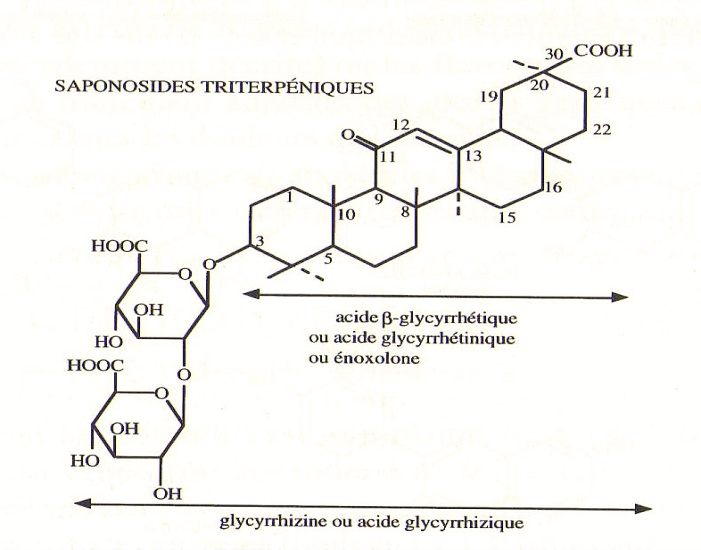 30 COOH
20
SAPONOSIDES TRITERPÉNIQUES
19
21
O
12
22
11
13
1
9
16
10
8
15
3
5
HOOC
O
O
OH
HO
acide β-glycyrrhétique
ou acide glycyrrhétinique
ou énoxolone
HOOC
O
O
OH
HO
OH
glycyrrhizine ou acide glycyrrhizique